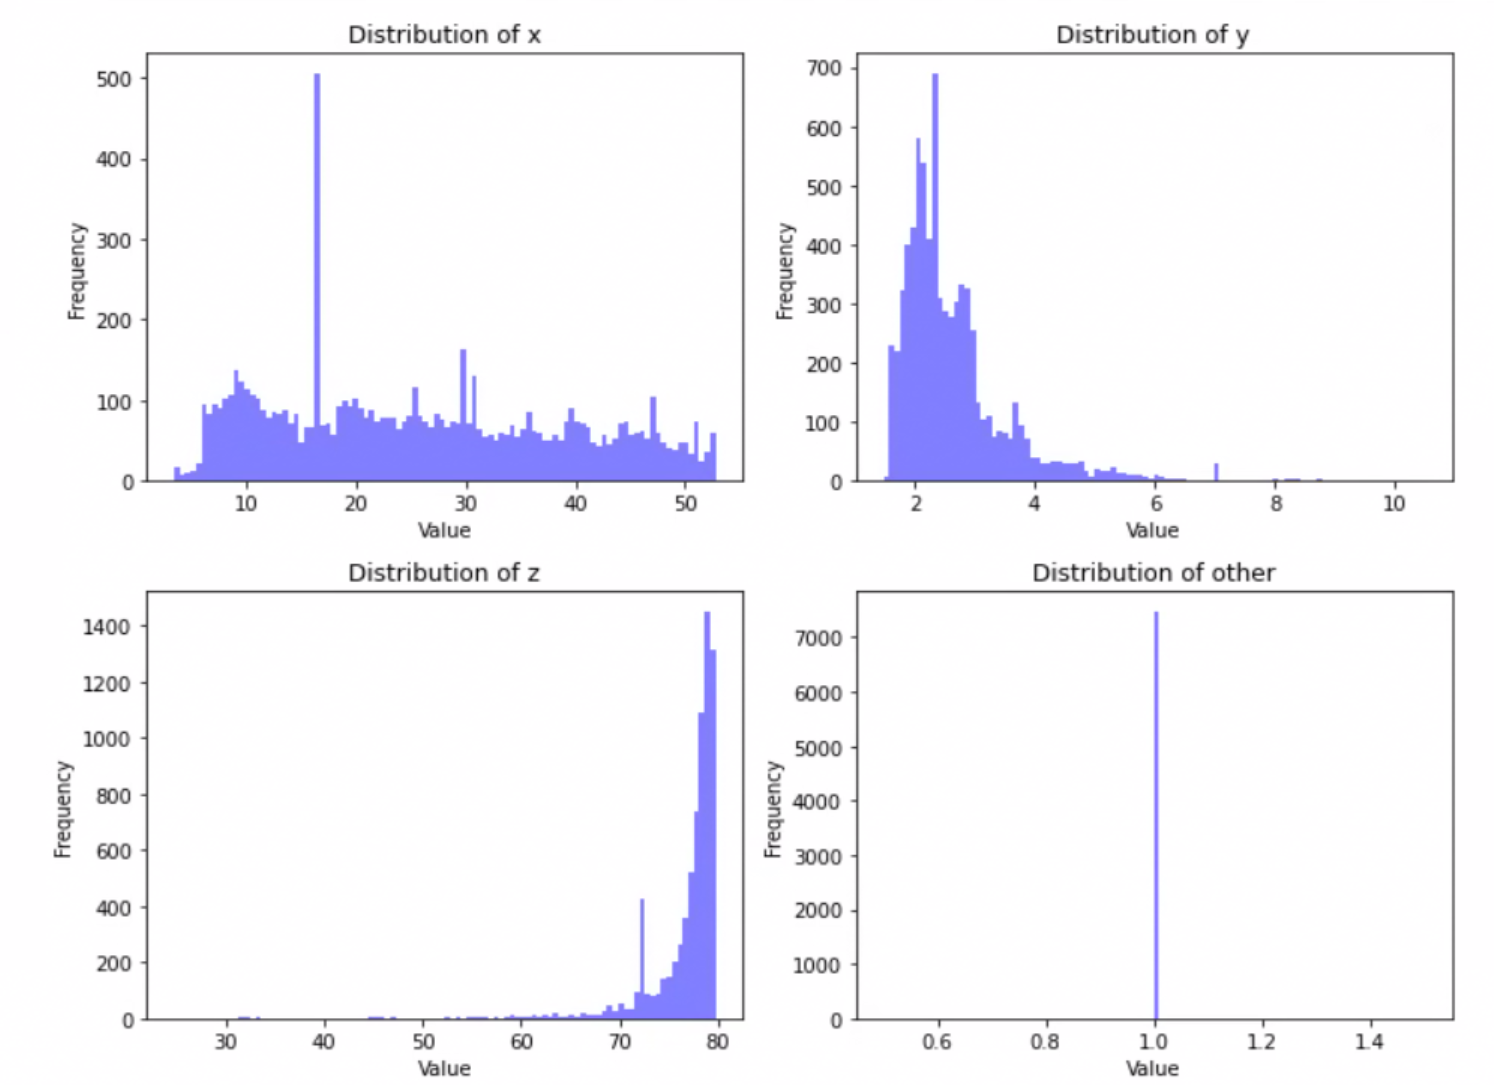 Distribution of x
Frequency
500
400
300
200
100
0
10 20 30 40 50
Value
Distribution of y
Frequency
700
600
500
400
300
200
100
0
2 4 6 8 10
Value
Distribution of z
Frequency
1400
1200
1000
800
600
400
200
0
30 40 50 60 70 80
Value
Distribution of other
Frequency
7000
6000
5000
4000
3000
2000
1000
0
0.6 0.8 1.0 1.2 1.4
Value